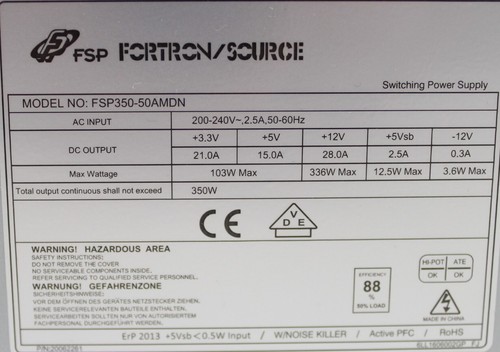 FSP FORTRON/SOURCE
Switching Power Supply
MODEL NO: FSP350-50AMDN
AC INPUT 200-240V~,2.5A,50-60Hz
DC OUTPUT +3.3V +5V +12V +5Vsb -12V
21.0A 15.0A 28.0A 2.5A 0.3A
Max Wattage 103W Max 336W Max 12.5W Max 3.6W Max
Total output continuous shall not exceed 350W
CE VDE
WARNING! HAZARDOUS AREA
SAFETY INSTRUCTIONS:
DO NOT REMOVE THE COVER
NO SERVICEABLE COMPONENTS INSIDE.
REFER SERVICING TO QUALIFIED SERVICE PERSONNEL.
WARNUNG! GEFAHRENZONE
SICHERHEITSHINWEISE:
VOR DEM ÖFFNEN DES GERÄTES NETZSTECKER ZIEHEN,
KEINE SERVICERELEVANTEN BAUTEILE ENTHALTEN,
SERVICEARBEITEN NUR VON AUTORISIERTEM
FACHPERSONAL DURCHFÜHREN LASSEN.
EFFICIENCY
88
%
50% LOAD
HI-POT ATE
OK OK
MADE IN CHINA
ErP 2013 +5Vsb<0.5W Input / W/NOISE KILLER / Active PFC / RoHS
P/N:20062261